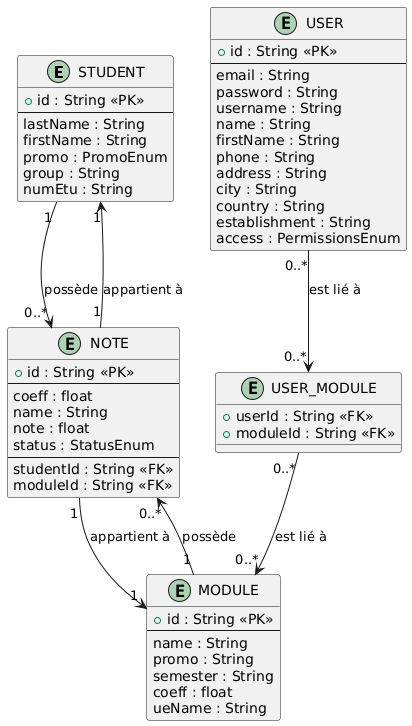 E USER
+ id : String «PK»
email : String
password : String
username : String
name : String
firstName : String
phone : String
address : String
city : String
country : String
establishment : String
access : PermissionsEnum
E STUDENT
+ id : String «PK»
lastName : String
firstName : String
promo : PromoEnum
group : String
numEtu : String
1
1
0..*
possède
appartient à
est lié à
0..*
1
0..*
E NOTE
+ id : String «PK»
coeff : float
name : String
note : float
status : StatusEnum
studentId : String «FK»
moduleId : String «FK»
E USER_MODULE
+ userId : String «FK»
+ moduleId : String «FK»
1
0..*
0..*
appartient à
possède
est lié à
1
1
0..*
E MODULE
+ id : String «PK»
name : String
promo : String
semester : String
coeff : float
ueName : String